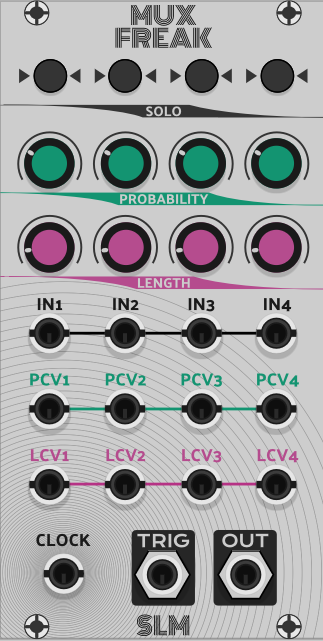 MUX
FREAK
SOLO
PROBABILITY
LENGTH
IN1 IN2 IN3 IN4
PCV1 PCV2 PCV3 PCV4
LCV1 LCV2 LCV3 LCV4
CLOCK TRIG OUT
SLM